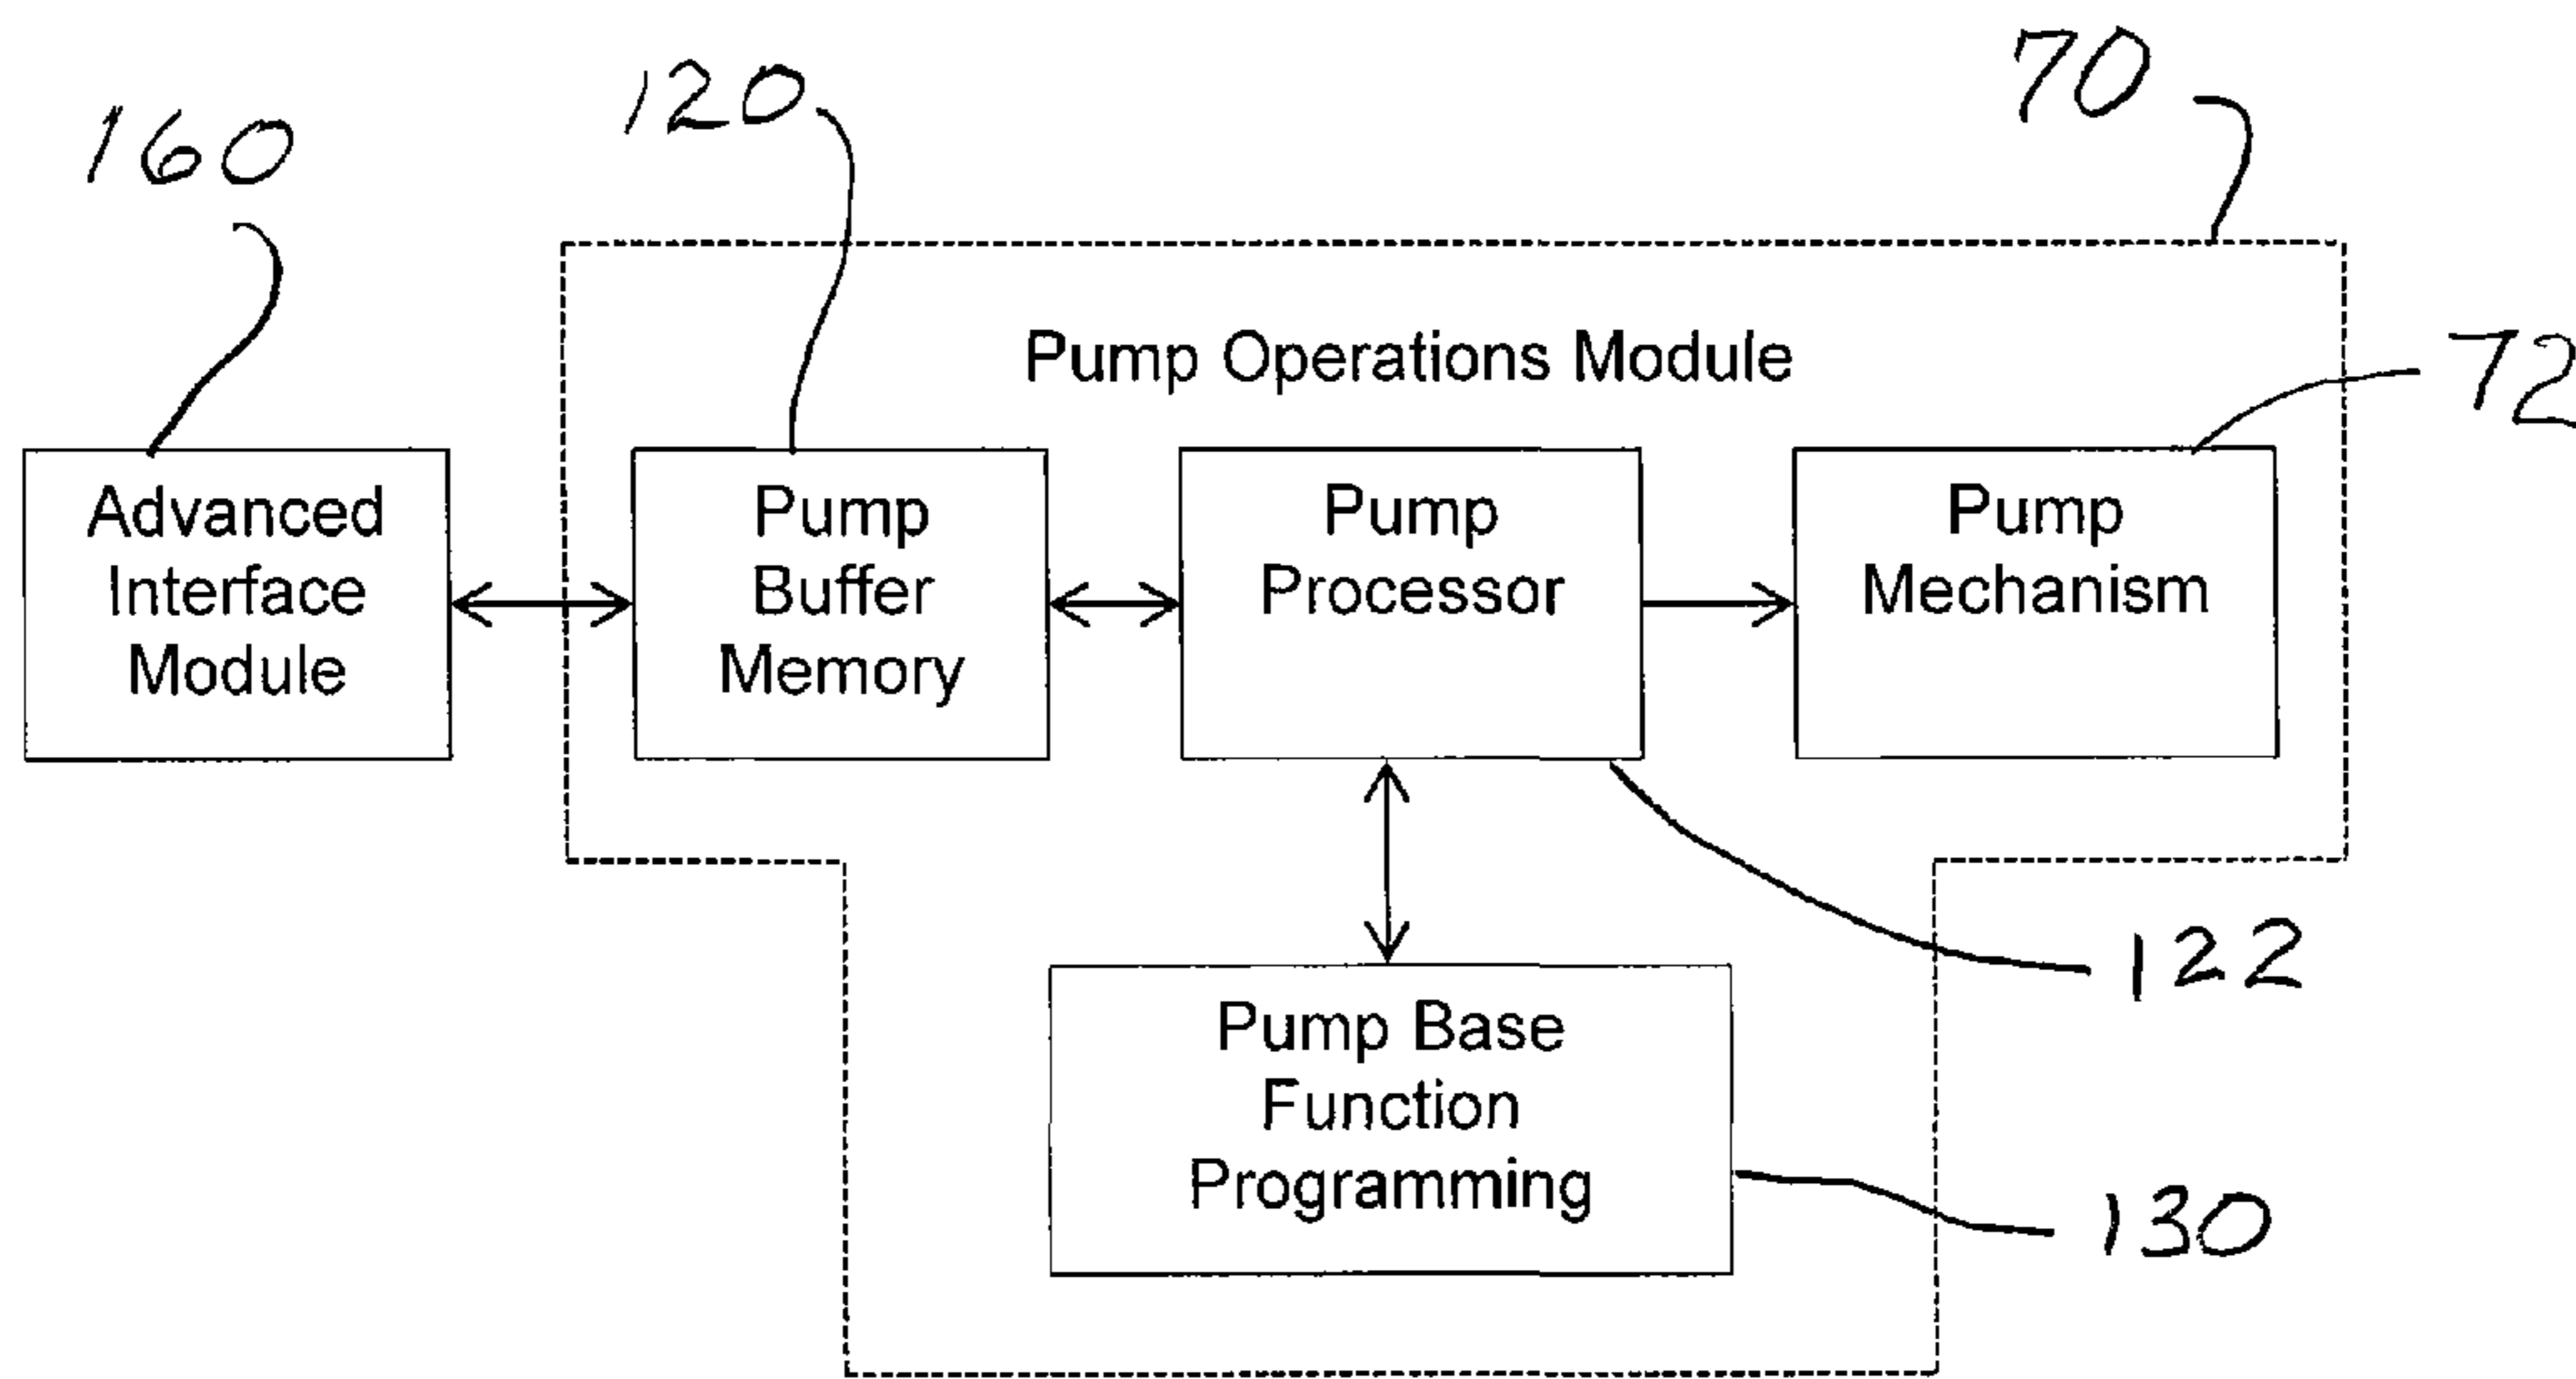 70
120
160
Pump Operations Module
72
Advanced
Interface
Module
Pump
Buffer
Memory
Pump
Processor
Pump
Mechanism
122
Pump Base
Function
Programming
130